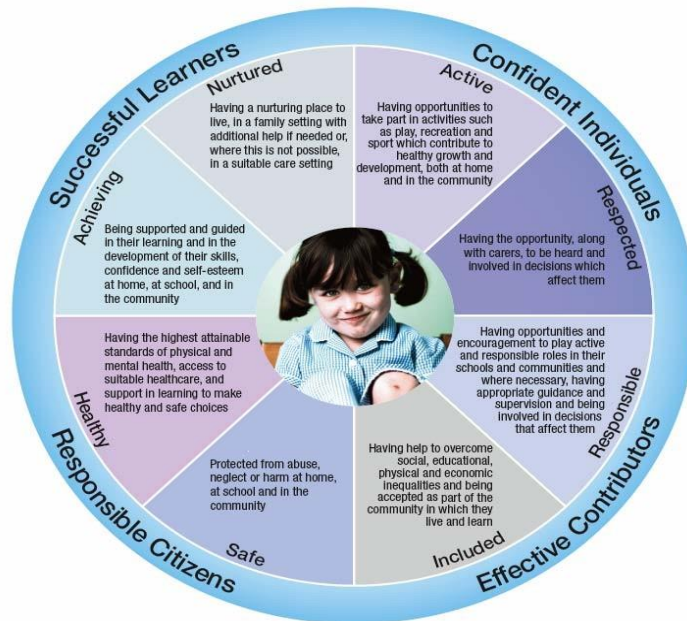 Successful Learners
Confident Individuals
Nurtured
Having a nurturing place to
live, in a family setting with
additional help if needed or,
where this is not possible,
in a suitable care setting
Active
Having opportunities to
take part in activities such
as play, recreation and
sport which contribute to
healthy growth and
development, both at home
and in the community
Achieving
Being supported and guided
in their learning and in the
development of their skills,
confidence and self-esteem
at home, at school, and in
the community
Respected
Having the opportunity, along
with carers, to be heard and
involved in decisions which
affect them
Healthy
Having the highest attainable
standards of physical and
mental health, access to
suitable healthcare, and
support in learning to make
healthy and safe choices
Responsible
Having opportunities and
encouragement to play active
and responsible roles in their
schools and communities and
where necessary, having
appropriate guidance and
supervision and being
involved in decisions
that affect them
Safe
Protected from abuse,
neglect or harm at home,
at school and in the
community
Included
Having help to overcome
social, educational,
physical and economic
inequalities and being
accepted as part of the
community in which they
live and learn
Responsible Citizens
Effective Contributors